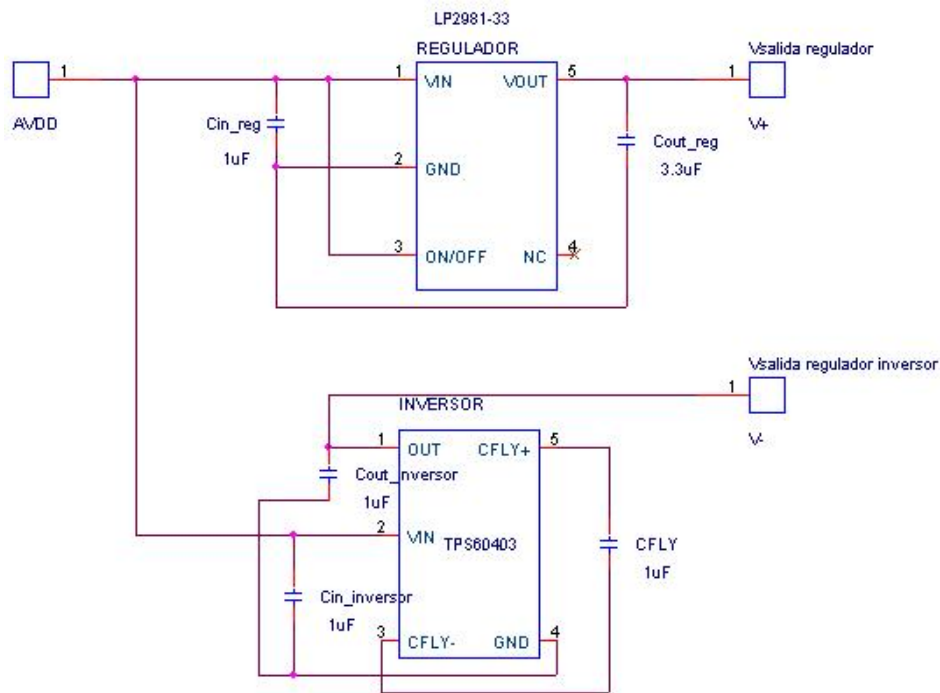 LP2981-33
REGULADOR
Vsalida regulador
1
1
VIN
VOUT
5
1
AVDD
Cin_reg
1uF
V+
Cout_reg
3.3uF
2
GND
3
ON/OFF
NC
4
Vsalida regulador inversor
1
INVERSOR
V-
1
OUT
CFLY+
5
Cout_nversor
1uF
2
VIN
TPS60403
CFLY
1uF
Cin_inversor
1uF
3
CFLY-
GND
4